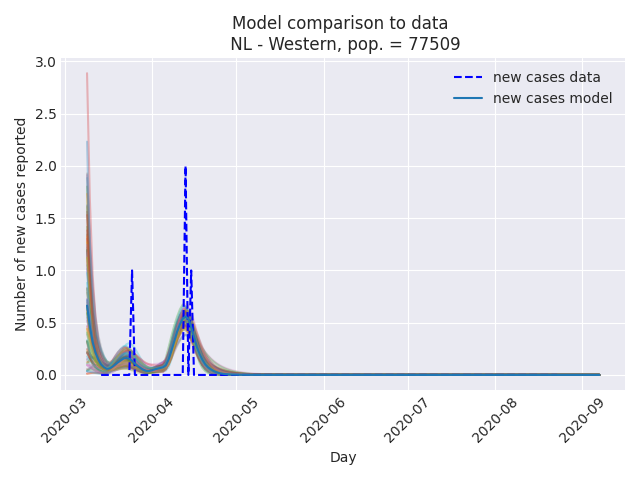 Model comparison to data
NL - Western, pop. = 77509
new cases data
new cases model
Number of new cases reported
3.0
2.5
2.0
1.5
1.0
0.5
0.0
2020-03
2020-04
2020-05
2020-06
2020-07
2020-08
2020-09
Day